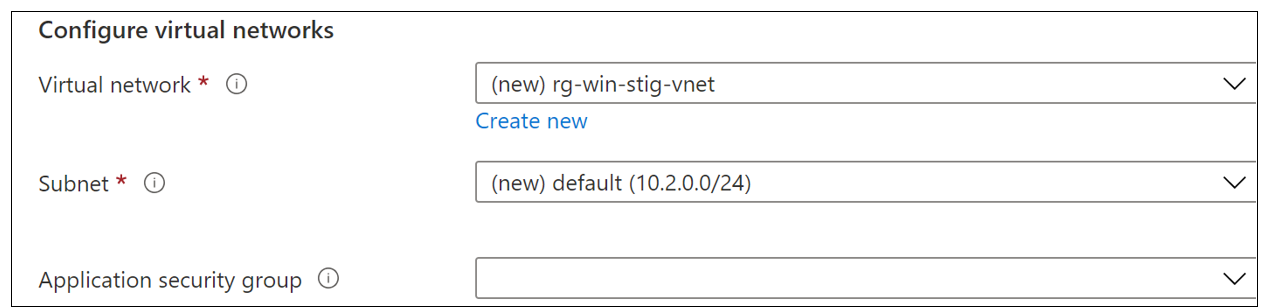 Configure virtual networks
Virtual network *
(new) rg-win-stig-vnet
Create new
Subnet *
(new) default (10.2.0.0/24)
Application security group